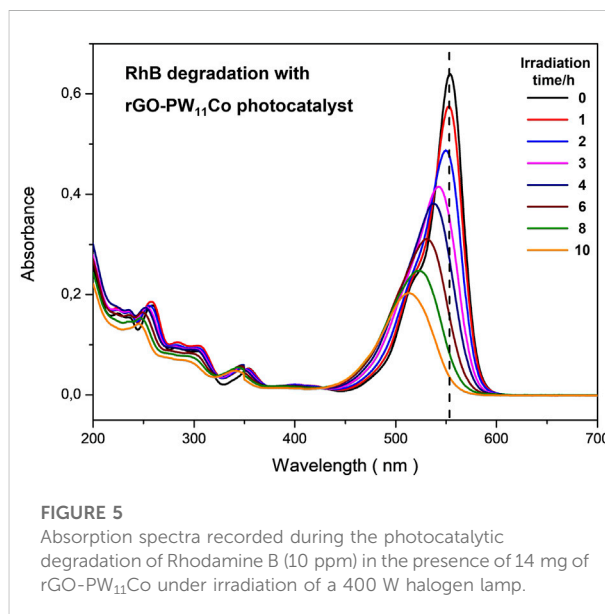 RhB degradation with
rGO-PW₁₁Co photocatalyst
Irradiation
time/h
0
1
2
3
4
6
8
10
Absorbance
0,6
0,4
0,2
0,0
200
300
400
500
600
700
Wavelength ( nm )
FIGURE 5
Absorption spectra recorded during the photocatalytic
degradation of Rhodamine B (10 ppm) in the presence of 14 mg of
rGO-PW₁₁Co under irradiation of a 400 W halogen lamp.